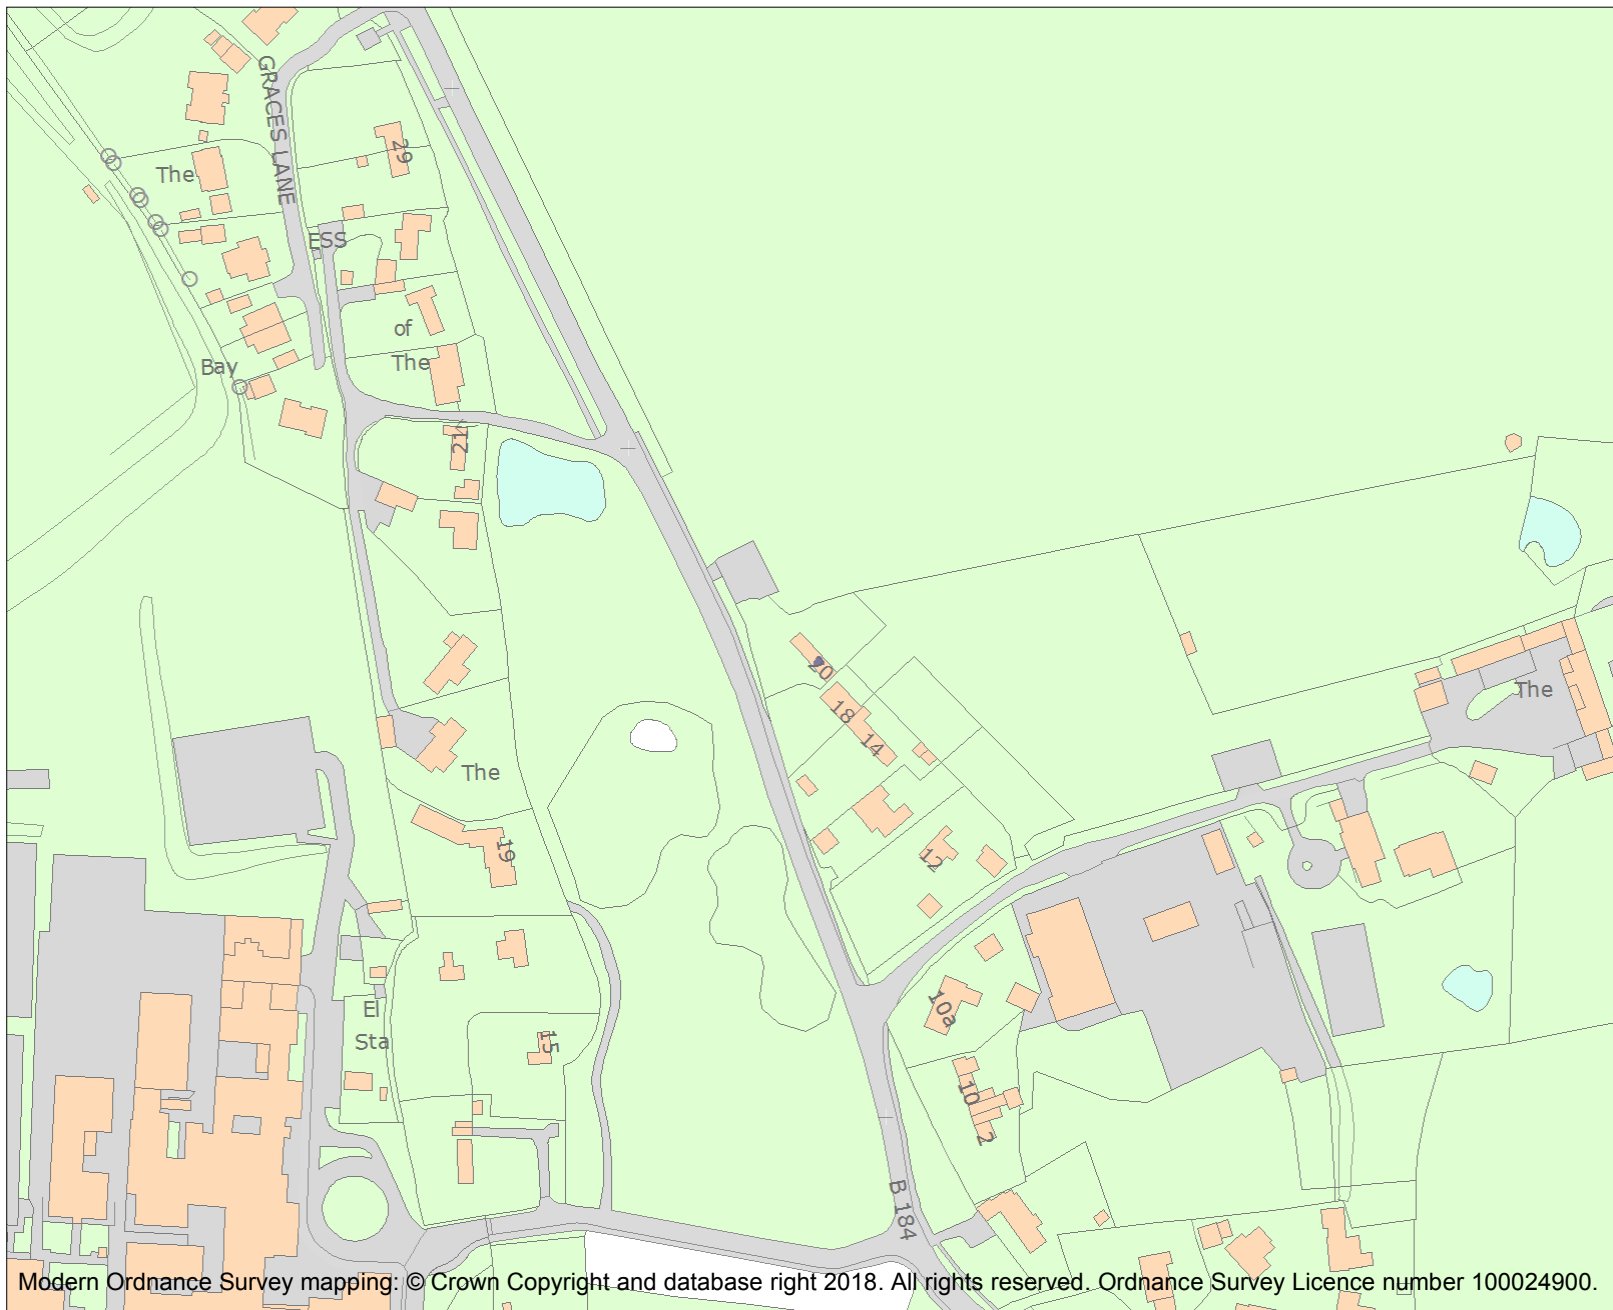 GRACES LANE
29
The
ESS
of
The
Bay
21
20
18
14
The
The
19
12
10a
El
Sta
15
10
2
B 184
Modern Ordnance Survey mapping: © Crown Copyright and database right 2018. All rights reserved. Ordnance Survey Licence number 100024900.